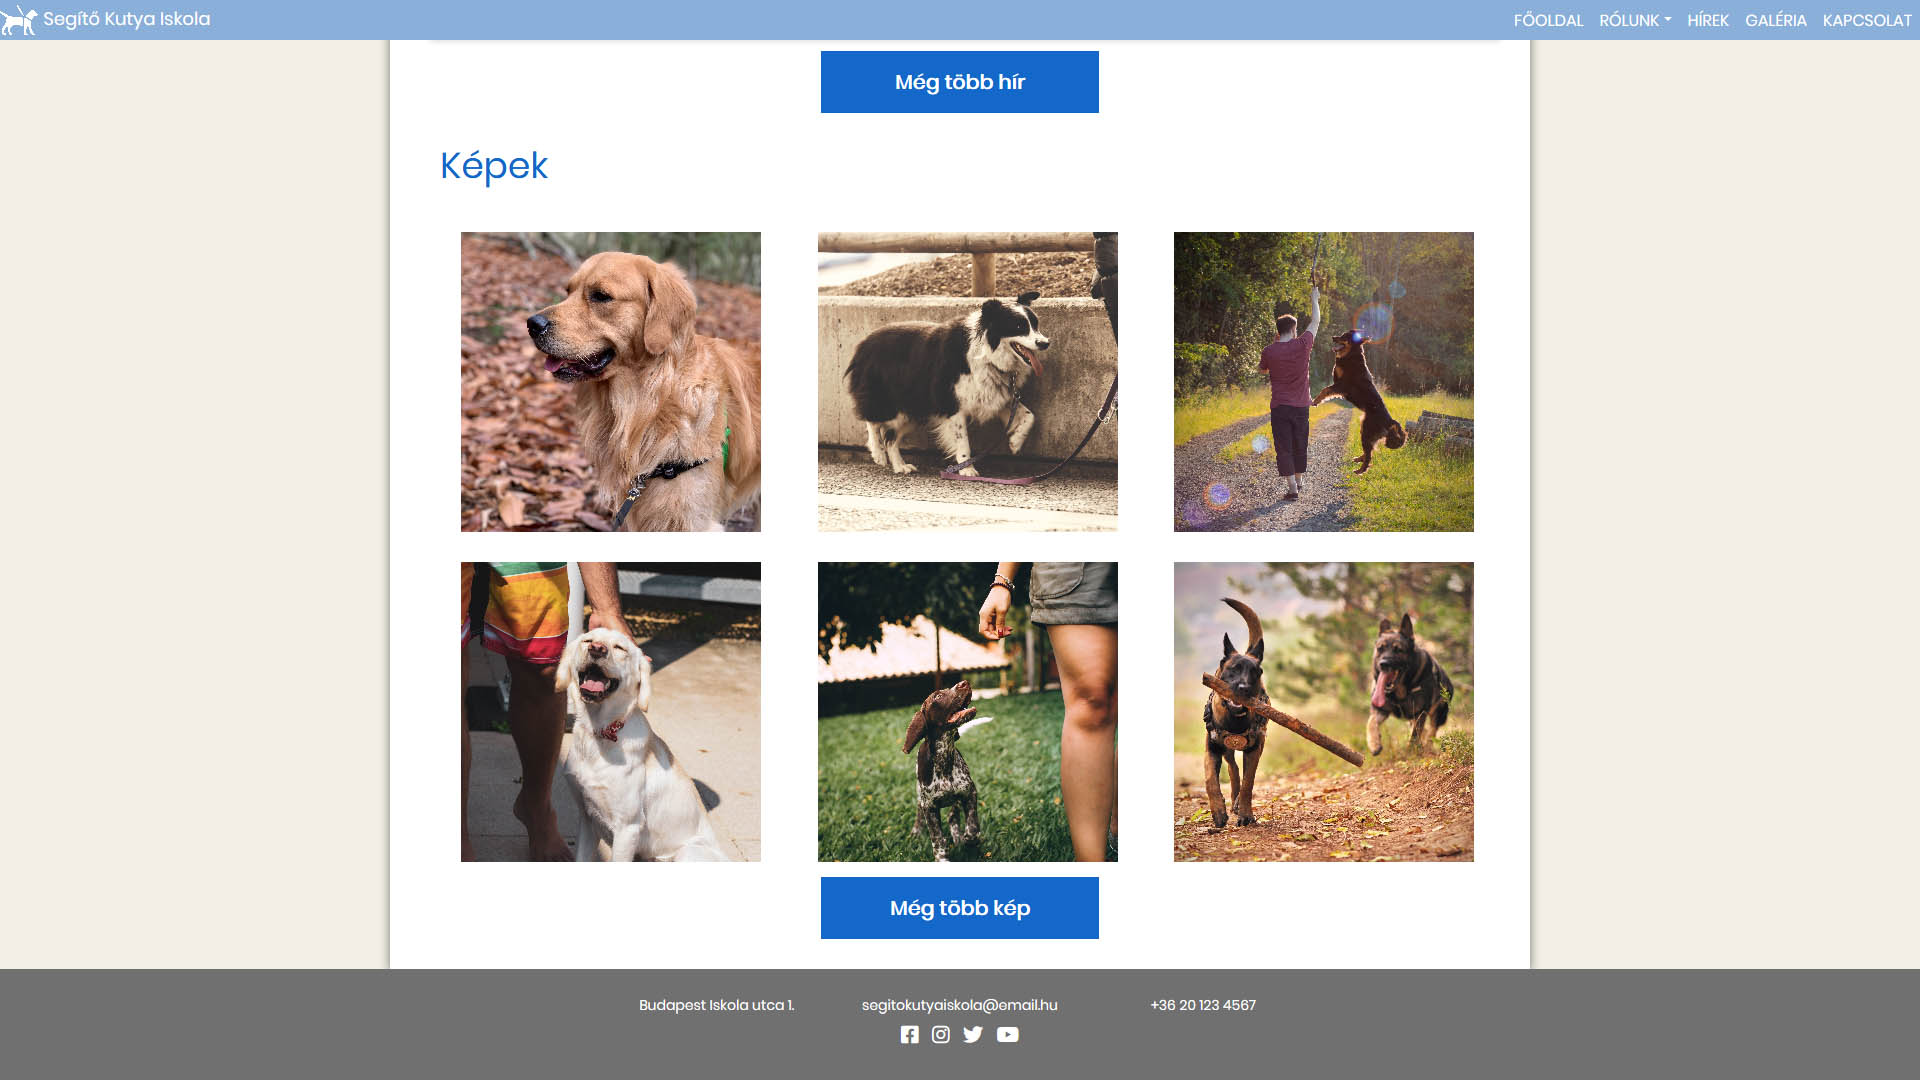 Segítő Kutya Iskola
FŐOLDAL
RÓLUNK
HÍREK
GALÉRIA
KAPCSOLAT
Még több hír
Képek
Még több kép
Budapest Iskola utca 1.
segitokutyaiskola@email.hu
+36 20 123 4567